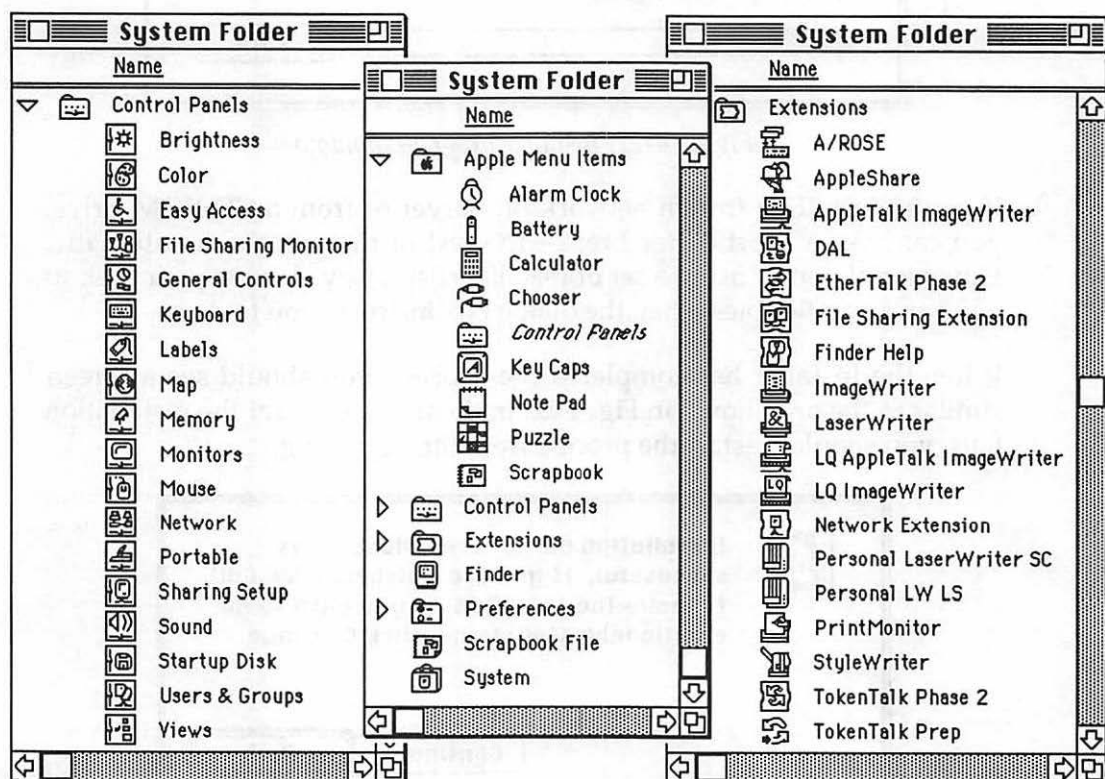 System Folder
Name
Control Panels
Brightness
Color
Easy Access
File Sharing Monitor
General Controls
Keyboard
Labels
Map
Memory
Monitors
Mouse
Network
Portable
Sharing Setup
Sound
Startup Disk
Users & Groups
Views
System Folder
Name
Apple Menu Items
Alarm Clock
Battery
Calculator
Chooser
Control Panels
Key Caps
Note Pad
Puzzle
Scrapbook
Control Panels
Extensions
Finder
Preferences
Scrapbook File
System
System Folder
Name
Extensions
A/ROSE
AppleShare
AppleTalk ImageWriter
DAL
EtherTalk Phase 2
File Sharing Extension
Finder Help
ImageWriter
LaserWriter
LQ AppleTalk ImageWriter
LQ ImageWriter
Network Extension
Personal LaserWriter SC
Personal LW LS
PrintMonitor
StyleWriter
TokenTalk Phase 2
TokenTalk Prep